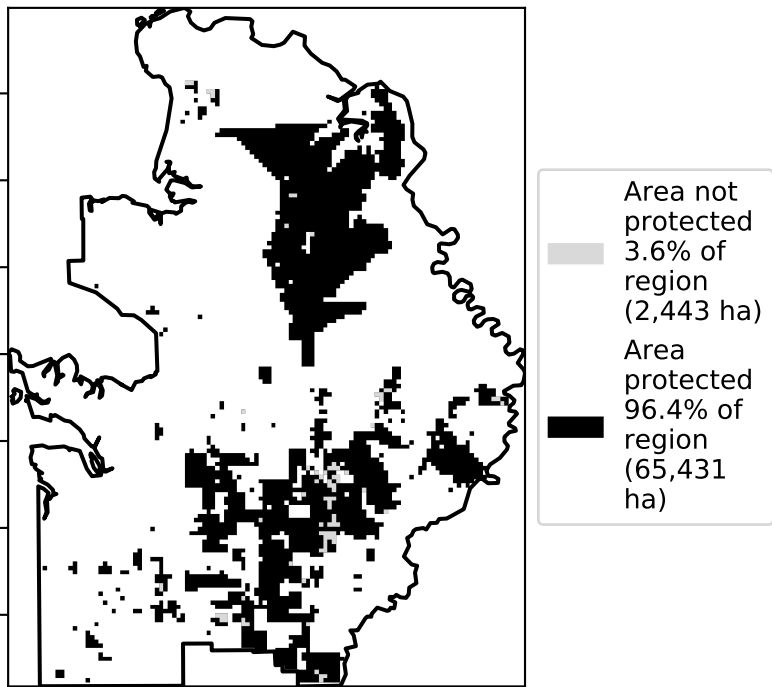 Area not
protected
3.6% of
region
(2,443 ha)
Area
protected
96.4% of
region
(65,431
ha)